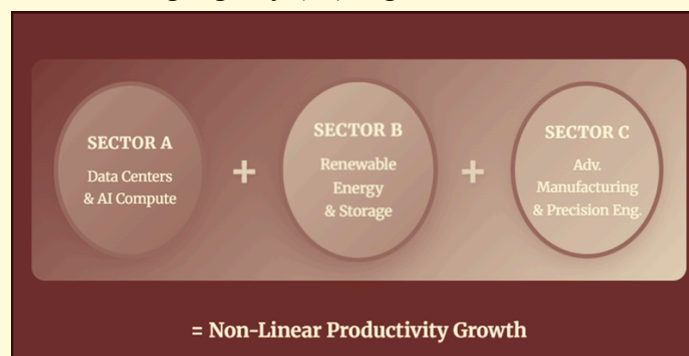 SECTOR A
Data Centers
& AI Compute
+
SECTOR B
Renewable
Energy
& Storage
+
SECTOR C
Adv.
Manufacturing
& Precision Eng.
= Non-Linear Productivity Growth